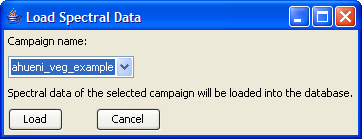 Load Spectral Data
Campaign name:
ahueni_veg_example
Spectral data of the selected campaign will be loaded into the database.
Load Cancel